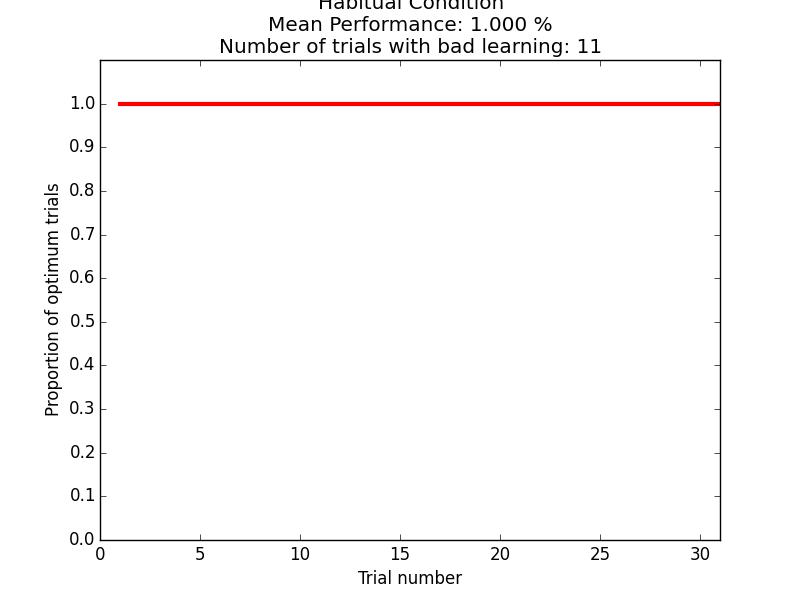 Habitual Condition
Mean Performance: 1.000 %
Number of trials with bad learning: 11
1.0
0.9
0.8
0.7
0.6
0.5
0.4
0.3
0.2
0.1
0.0
Proportion of optimum trials
0 5 10 15 20 25 30
Trial number